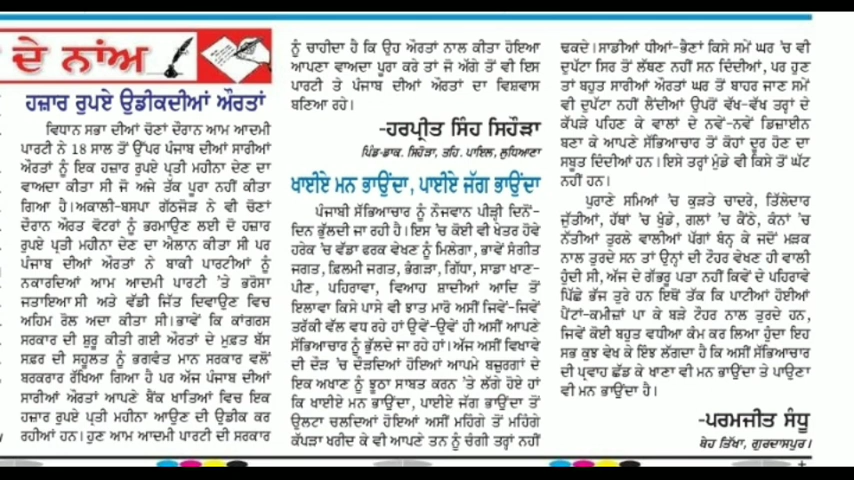 ਦੇ ਨਾਂਅ
ਹਜ਼ਾਰ ਰੁਪਏ ਉਡੀਕਦੀਆਂ ਔਰਤਾਂ
ਵਿਧਾਨ ਸਭਾ ਦੀਆਂ ਚੋਣਾਂ ਦੌਰਾਨ ਆਮ ਆਦਮੀ
ਪਾਰਟੀ ਨੇ 18 ਸਾਲ ਤੋਂ ਉੱਪਰ ਪੰਜਾਬ ਦੀਆਂ ਸਾਰੀਆਂ
ਔਰਤਾਂ ਨੂੰ ਇਕ ਹਜ਼ਾਰ ਰੁਪਏ ਪ੍ਰਤੀ ਮਹੀਨਾ ਦੇਣ ਦਾ
ਵਾਅਦਾ ਕੀਤਾ ਸੀ ਜੋ ਅਜੇ ਤੱਕ ਪੂਰਾ ਨਹੀਂ ਕੀਤਾ
ਗਿਆ ਹੈ। ਅਕਾਲੀ-ਬਸਪਾ ਗੱਠਜੋੜ ਨੇ ਵੀ ਚੋਣਾਂ
ਦੌਰਾਨ ਔਰਤ ਵੋਟਰਾਂ ਨੂੰ ਭਰਮਾਉਣ ਲਈ ਦੋ ਹਜ਼ਾਰ
ਰੁਪਏ ਪ੍ਰਤੀ ਮਹੀਨਾ ਦੇਣ ਦਾ ਐਲਾਨ ਕੀਤਾ ਸੀ ਪਰ
ਪੰਜਾਬ ਦੀਆਂ ਔਰਤਾਂ ਨੇ ਬਾਕੀ ਪਾਰਟੀਆਂ ਨੂੰ
ਨਕਾਰਦਿਆਂ ਆਮ ਆਦਮੀ ਪਾਰਟੀ 'ਤੇ ਭਰੋਸਾ
ਜਤਾਇਆ ਸੀ ਅਤੇ ਵੱਡੀ ਜਿੱਤ ਦਿਵਾਉਣ ਵਿਚ
ਅਹਿਮ ਰੋਲ ਅਦਾ ਕੀਤਾ ਸੀ। ਭਾਵੇਂ ਕਿ ਕਾਂਗਰਸ
ਸਰਕਾਰ ਦੀ ਸ਼ੁਰੂ ਕੀਤੀ ਗਈ ਔਰਤਾਂ ਦੇ ਮੁਫ਼ਤ ਬੱਸ
ਸਫ਼ਰ ਦੀ ਸਹੂਲਤ ਨੂੰ ਭਗਵੰਤ ਮਾਨ ਸਰਕਾਰ ਵਲੋਂ
ਬਰਕਰਾਰ ਰੱਖਿਆ ਗਿਆ ਹੈ ਪਰ ਅੱਜ ਪੰਜਾਬ ਦੀਆਂ
ਸਾਰੀਆਂ ਔਰਤਾਂ ਆਪਣੇ ਬੈਂਕ ਖਾਤਿਆਂ ਵਿਚ ਇਕ
ਹਜ਼ਾਰ ਰੁਪਏ ਪ੍ਰਤੀ ਮਹੀਨਾ ਆਉਣ ਦੀ ਉਡੀਕ ਕਰ
ਰਹੀਆਂ ਹਨ। ਹੁਣ ਆਮ ਆਦਮੀ ਪਾਰਟੀ ਦੀ ਸਰਕਾਰ
ਨੂੰ ਚਾਹੀਦਾ ਹੈ ਕਿ ਉਹ ਔਰਤਾਂ ਨਾਲ ਕੀਤਾ ਹੋਇਆ
ਆਪਣਾ ਵਾਅਦਾ ਪੂਰਾ ਕਰੇ ਤਾਂ ਜੋ ਅੱਗੇ ਤੋਂ ਵੀ ਇਸ
ਪਾਰਟੀ ਤੇ ਪੰਜਾਬ ਦੀਆਂ ਔਰਤਾਂ ਦਾ ਵਿਸ਼ਵਾਸ
ਬਣਿਆ ਰਹੇ।
-ਹਰਪ੍ਰੀਤ ਸਿੰਘ ਸਿਹੌੜਾ
ਪਿੰਡ-ਡਾਕ. ਸਿਹੌੜਾ, ਤਹਿ. ਪਾਇਲ, ਲੁਧਿਆਣਾ
ਖਾਈਏ ਮਨ ਭਾਉਂਦਾ, ਪਾਈਏ ਜੱਗ ਭਾਉਂਦਾ
ਪੰਜਾਬੀ ਸੱਭਿਆਚਾਰ ਨੂੰ ਨੌਜਵਾਨ ਪੀੜ੍ਹੀ ਦਿਨੋਂ-
ਦਿਨ ਭੁੱਲਦੀ ਜਾ ਰਹੀ ਹੈ। ਇਸ 'ਚ ਕੋਈ ਵੀ ਖੇਤਰ ਹੋਵੇ
ਹਰੇਕ 'ਚ ਵੱਡਾ ਫਰਕ ਵੇਖਣ ਨੂੰ ਮਿਲੇਗਾ, ਭਾਵੇਂ ਸੰਗੀਤ
ਜਗਤ, ਫ਼ਿਲਮੀ ਜਗਤ, ਭੰਗੜਾ, ਗਿੱਧਾ, ਸਾਡਾ ਖਾਣ-
ਪੀਣ, ਪਹਿਰਾਵਾ, ਵਿਆਹ ਸ਼ਾਦੀਆਂ ਆਦਿ ਤੋਂ
ਇਲਾਵਾ ਕਿਸੇ ਪਾਸੇ ਵੀ ਝਾਤ ਮਾਰੋ ਅਸੀਂ ਜਿਵੇਂ-ਜਿਵੇਂ
ਤਰੱਕੀ ਵੱਲ ਵਧ ਰਹੇ ਹਾਂ ਉਵੇਂ-ਉਵੇਂ ਹੀ ਅਸੀਂ ਆਪਣੇ
ਸੱਭਿਆਚਾਰ ਨੂੰ ਭੁੱਲਦੇ ਜਾ ਰਹੇ ਹਾਂ। ਅੱਜ ਅਸੀਂ ਵਿਖਾਵੇ
ਦੀ ਦੌੜ 'ਚ ਦੌੜਦਿਆਂ ਹੋਇਆਂ ਆਪਮੇ ਬਜ਼ੁਰਗਾਂ ਦੇ
ਇਕ ਅਖਾਣ ਨੂੰ ਝੂਠਾ ਸਾਬਤ ਕਰਨ 'ਤੇ ਲੱਗੇ ਹੋਏ ਹਾਂ
ਕਿ ਖਾਈਏ ਮਨ ਭਾਉਂਦਾ, ਪਾਈਏ ਜੱਗ ਭਾਉਂਦਾ ਤੋਂ
ਉਲਟਾ ਚਲਦਿਆਂ ਹੋਇਆਂ ਅਸੀਂ ਮਹਿੰਗੇ ਤੋਂ ਮਹਿੰਗੇ
ਕੱਪੜਾ ਖਰੀਦ ਕੇ ਵੀ ਆਪਣੇ ਤਨ ਨੂੰ ਚੰਗੀ ਤਰ੍ਹਾਂ ਨਹੀਂ
ਢਕਦੇ। ਸਾਡੀਆਂ ਧੀਆਂ-ਭੈਣਾਂ ਕਿਸੇ ਸਮੇਂ ਘਰ 'ਚ ਵੀ
ਦੁਪੱਟਾ ਸਿਰ ਤੋਂ ਲੱਥਣ ਨਹੀਂ ਸਨ ਦਿੰਦੀਆਂ, ਪਰ ਹੁਣ
ਤਾਂ ਬਹੁਤ ਸਾਰੀਆਂ ਔਰਤਾਂ ਘਰ ਤੋਂ ਬਾਹਰ ਜਾਣ ਸਮੇਂ
ਵੀ ਦੁਪੱਟਾ ਨਹੀਂ ਲੈਂਦੀਆਂ ਉਪਰੋਂ ਵੱਖ-ਵੱਖ ਤਰ੍ਹਾਂ ਦੇ
ਕੱਪੜੇ ਪਹਿਣ ਕੇ ਵਾਲਾਂ ਦੇ ਨਵੇਂ-ਨਵੇਂ ਡਿਜ਼ਾਈਨ
ਬਣਾ ਕੇ ਆਪਣੇ ਸੱਭਿਆਚਾਰ ਤੋਂ ਕੋਹਾਂ ਦੂਰ ਹੋਣ ਦਾ
ਸਬੂਤ ਦਿੰਦੀਆਂ ਹਨ। ਇਸੇ ਤਰ੍ਹਾਂ ਮੁੰਡੇ ਵੀ ਕਿਸੇ ਤੋਂ ਘੱਟ
ਨਹੀਂ ਹਨ।
ਪੁਰਾਣੇ ਸਮਿਆਂ 'ਚ ਕੁੜਤੇ ਚਾਦਰੇ, ਤਿੱਲੇਦਾਰ
ਜੁੱਤੀਆਂ, ਹੱਥਾਂ 'ਚ ਖੂੰਡੇ, ਗਲਾਂ 'ਚ ਕੈਂਠੇ, ਕੰਨਾਂ 'ਚ
ਨੱਤੀਆਂ ਤੁਰਲੇ ਵਾਲੀਆਂ ਪੱਗਾਂ ਬੰਨ੍ਹ ਕੇ ਜਦੋਂ ਮੜਕ
ਨਾਲ ਤੁਰਦੇ ਸਨ ਤਾਂ ਉਨ੍ਹਾਂ ਦੀ ਟੌਹਰ ਵੇਖਣ ਹੀ ਵਾਲੀ
ਹੁੰਦੀ ਸੀ, ਅੱਜ ਦੇ ਗੱਭਰੂ ਪਤਾ ਨਹੀਂ ਕਿਵੇਂ ਦੇ ਪਹਿਰਾਵੇ
ਪਿੱਛੇ ਭੱਜ ਤੁਰੇ ਹਨ ਇਥੋਂ ਤੱਕ ਕਿ ਪਾਟੀਆਂ ਹੋਈਆਂ
ਪੈਂਟਾਂ-ਕਮੀਜ਼ਾਂ ਪਾ ਕੇ ਬੜੇ ਟੌਹਰ ਨਾਲ ਤੁਰਦੇ ਹਨ,
ਜਿਵੇਂ ਕੋਈ ਬਹੁਤ ਵਧੀਆ ਕੰਮ ਕਰ ਲਿਆ ਹੁੰਦਾ ਇਹ
ਸਭ ਕੁਝ ਵੇਖ ਕੇ ਇੰਝ ਲੱਗਦਾ ਹੈ ਕਿ ਅਸੀਂ ਸੱਭਿਆਚਾਰ
ਦੀ ਪ੍ਰਵਾਹ ਛੱਡ ਕੇ ਖਾਣਾ ਵੀ ਮਨ ਭਾਉਂਦਾ ਤੇ ਪਾਉਣਾ
ਵੀ ਮਨ ਭਾਉਂਦਾ ਹੈ।
-ਪਰਮਜੀਤ ਸੰਧੂ
ਥੇਹ ਤਿੱਖਾ, ਗੁਰਦਾਸਪੁਰ।